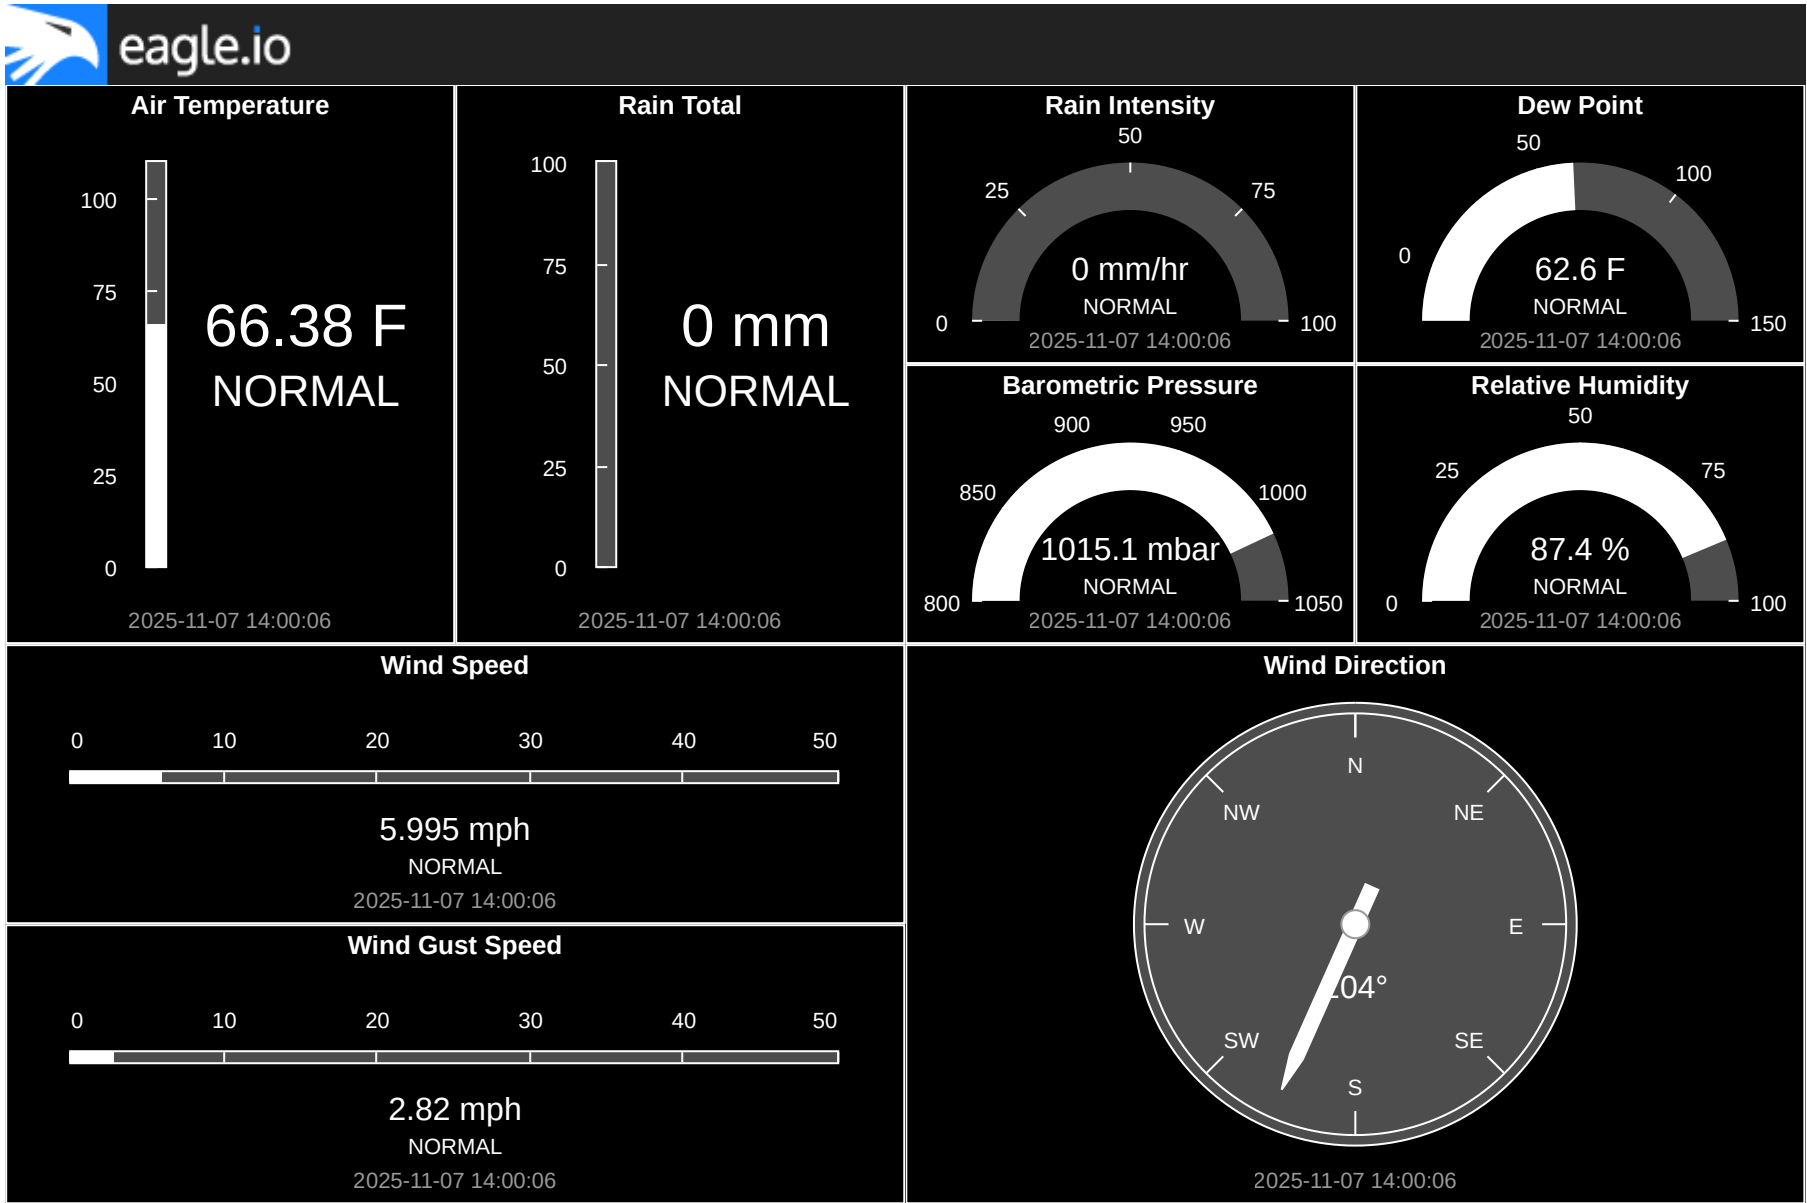 eagle.io
Air Temperature
100
75
50
25
0
66.38 F
NORMAL
2025-11-07 14:00:06
Rain Total
100
75
50
25
0
0 mm
NORMAL
2025-11-07 14:00:06
Rain Intensity
0
25
50
75
100
0 mm/hr
NORMAL
2025-11-07 14:00:06
Dew Point
0
50
100
150
62.6 F
NORMAL
2025-11-07 14:00:06
Barometric Pressure
800
850
900
950
1000
1050
1015.1 mbar
NORMAL
2025-11-07 14:00:06
Relative Humidity
0
25
50
75
100
87.4 %
NORMAL
2025-11-07 14:00:06
Wind Speed
0 10 20 30 40 50
5.995 mph
NORMAL
2025-11-07 14:00:06
Wind Gust Speed
0 10 20 30 40 50
2.82 mph
NORMAL
2025-11-07 14:00:06
Wind Direction
N
NE
E
SE
S
SW
W
NW
2025-11-07 14:00:06